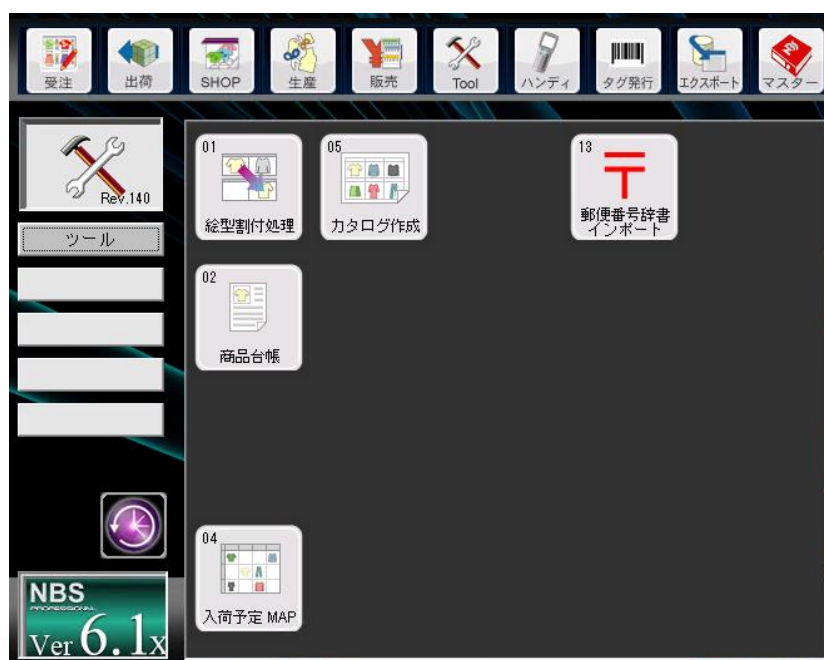 受注
出荷
SHOP
生産
販売
Tool
ハンディ
タグ発行
エクスポート
マスター
Rev.140
ツール
01
絵型割付処理
05
カタログ作成
13
郵便番号辞書
インポート
02
商品台帳
04
入荷予定 MAP
NBS
PROFESSIONAL
Ver 6.1x